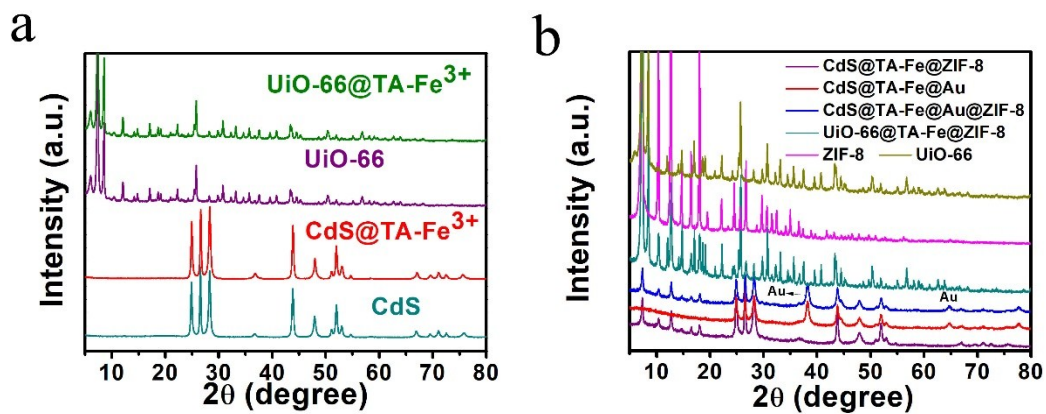 a
Intensity (a.u.)
UiO-66@TA-Fe³⁺
UiO-66
CdS@TA-Fe³⁺
CdS
10 20 30 40 50 60 70 80
2θ (degree)
b
Intensity (a.u.)
CdS@TA-Fe@ZIF-8
CdS@TA-Fe@Au
CdS@TA-Fe@Au@ZIF-8
UiO-66@TA-Fe@ZIF-8
ZIF-8 UiO-66
Au Au
10 20 30 40 50 60 70 80
2θ (degree)